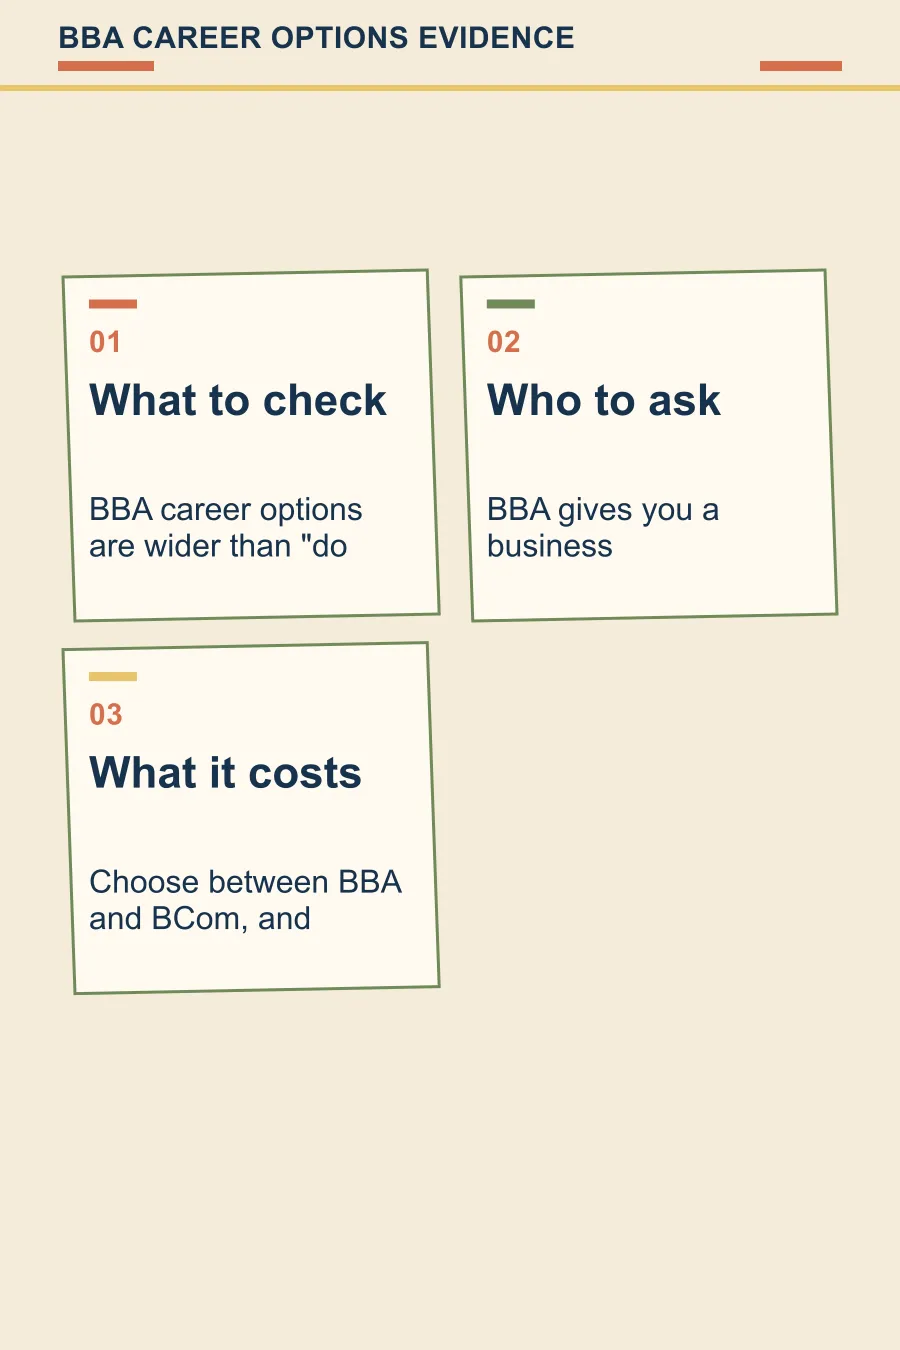 BBA CAREER OPTIONS EVIDENCE
01
What to check
BBA career options
are wider than "do
02
Who to ask
BBA gives you a
business
03
What it costs
Choose between BBA
and BCom, and